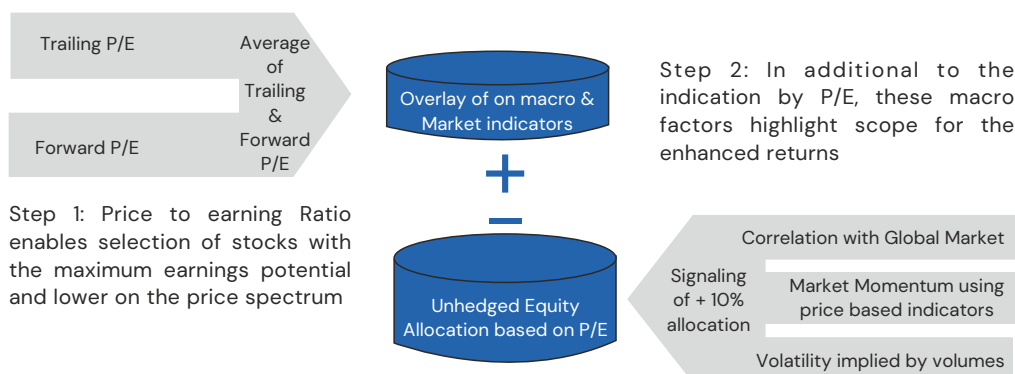 Trailing P/E
Forward P/E
Average
of
Trailing
&
Forward
P/E
Step 1: Price to earning Ratio
enables selection of stocks with
the maximum earnings potential
and lower on the price spectrum
Overlay of on macro &
Market indicators
+
–
Unhedged Equity
Allocation based on P/E
Step 2: In additional to the
indication by P/E, these macro
factors highlight scope for the
enhanced returns
Signaling
of + 10%
allocation
Correlation with Global Market
Market Momentum using
price based indicators
Volatility implied by volumes